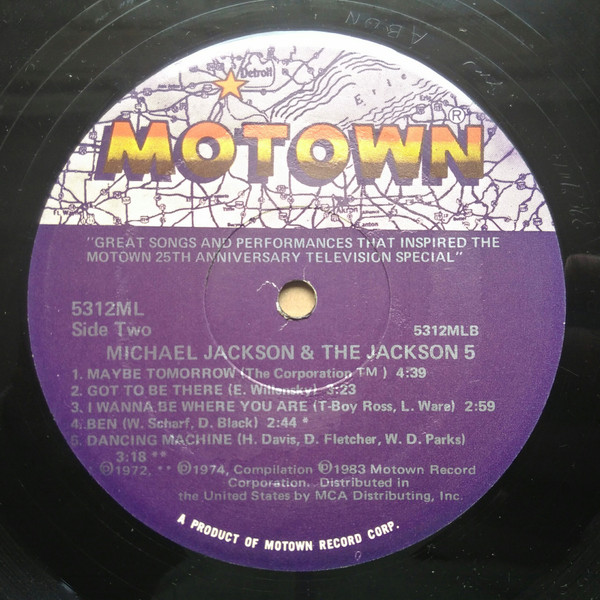 Detroit
Erie
MOTOWN®
Akron
"GREAT SONGS AND PERFORMANCES THAT INSPIRED THE
MOTOWN 25TH ANNIVERSARY TELEVISION SPECIAL"
5312ML
Side Two
5312MLB
MICHAEL JACKSON & THE JACKSON 5
1. MAYBE TOMORROW (The Corporation TM) 4:39
2. GOT TO BE THERE (E. Willensky) 3:23
3. I WANNA BE WHERE YOU ARE (T-Boy Ross, L. Ware) 2:59
4. BEN (W. Scharf, D. Black) 2:44 *
5. DANCING MACHINE (H. Davis, D. Fletcher, W. D. Parks)
3:18 **
℗1972, ** ℗1974, Compilation ℗1983 Motown Record
Corporation. Distributed in
the United States by MCA Distributing, Inc.
A PRODUCT OF MOTOWN RECORD CORP.